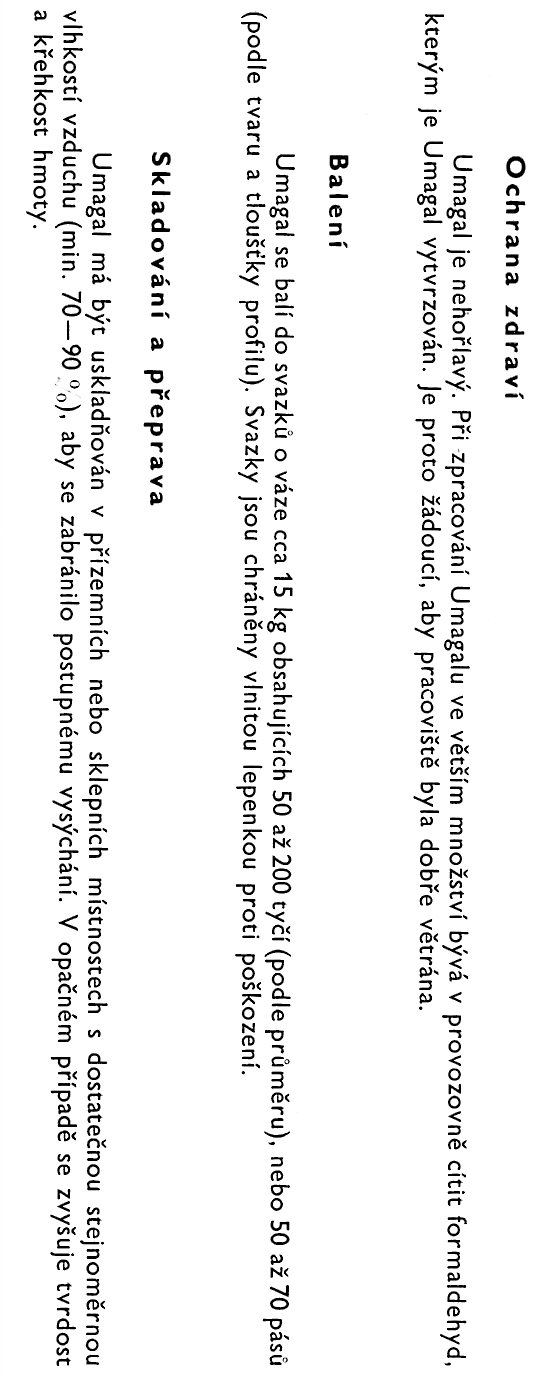 Ochrana zdraví
Umagal je nehořlavý. Při zpracování Umagalu ve větším množství bývá v provozovně cítit formaldehyd,
kterým je Umagal vytvrzován. Je proto žádoucí, aby pracoviště byla dobře větrána.
Balení
Umagal se balí do svazků o váze cca 15 kg obsahujících 50 až 200 tyčí (podle průměru), nebo 50 až 70 pásů
(podle tvaru a tloušťky profilu). Svazky jsou chráněny vlnitou lepenkou proti poškození.
Skladování a přeprava
Umagal má být uskladňován v přízemních nebo sklepních místnostech s dostatečnou stejnoměrnou
vlhkostí vzduchu (min. 70—90 %), aby se zabránilo postupnému vysýchání. V opačném případě se zvyšuje tvrdost
a křehkost hmoty.